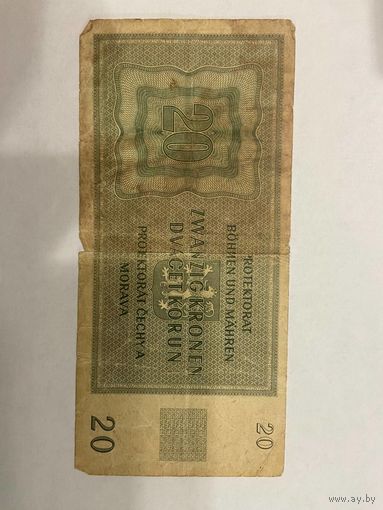 20
PROTEKTORAT
BÖHMEN UND MÄHREN
ZWANZIG KRONEN
DVACET KORUN
PROTEKTORÁT ČECHY A
MORAVA
20
20
www.ay.by